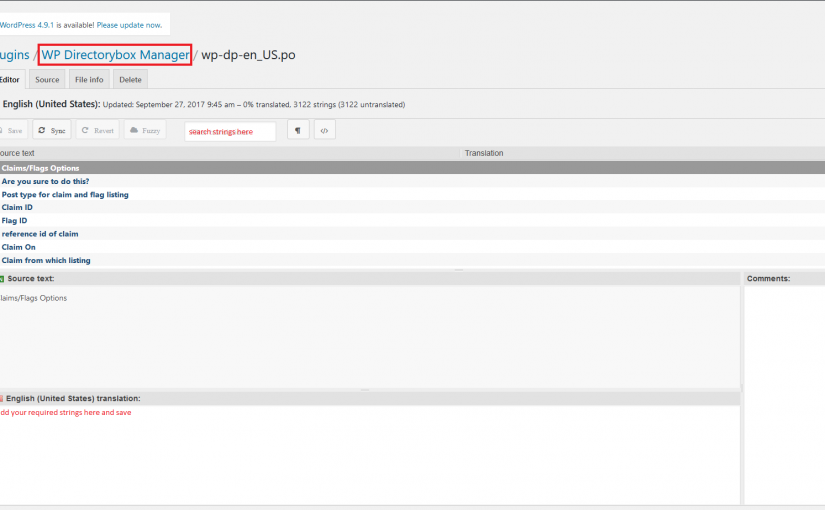 WordPress 4.9.1 is available! Please update now.
ugins / WP Directorybox Manager / wp-dp-en_US.po
Editor Source File info Delete
English (United States): Updated: September 27, 2017 9:45 am – 0% translated, 3122 strings (3122 untranslated)
Save Sync Revert Fuzzy search strings here ¶ </>
ource text Translation
Claims/Flags Options
Are you sure to do this?
Post type for claim and flag listing
Claim ID
Flag ID
reference id of claim
Claim On
Claim from which listing
Source text: Comments:
laims/Flags Options
English (United States) translation:
dd your required strings here and save